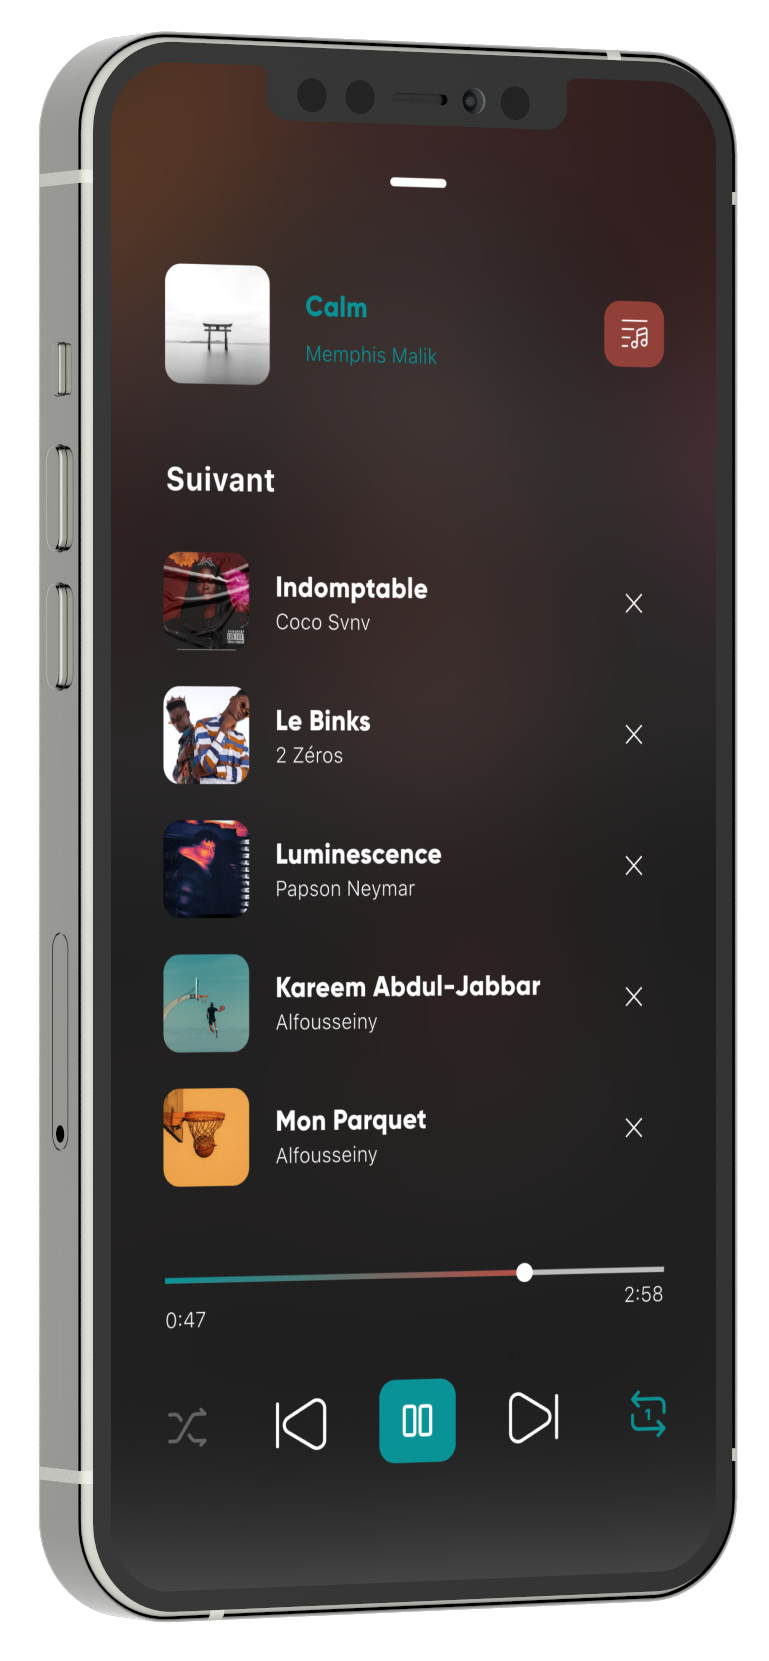 Calm
Memphis Malik
Suivant
Indomptable
Coco Svnv
Le Binks
2 Zéros
Luminescence
Papson Neymar
Kareem Abdul-Jabbar
Alfousseiny
Mon Parquet
Alfousseiny
0:47
2:58
1